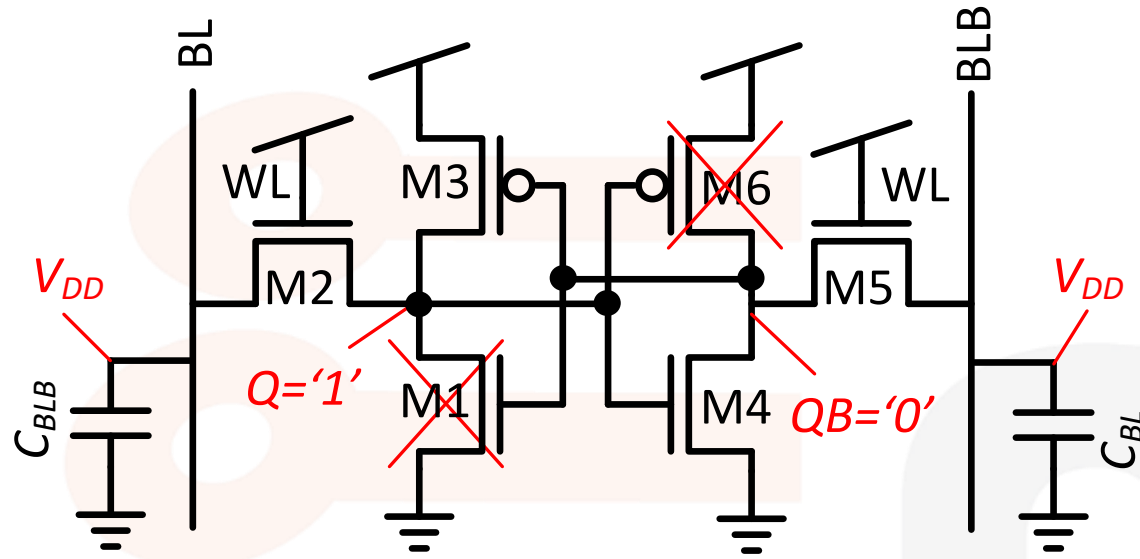 BL
BLB
WL
M3
M6
WL
V_DD
M2
M5
V_DD
Q='1'
M1
M4
QB='0'
C_BLB
C_BL